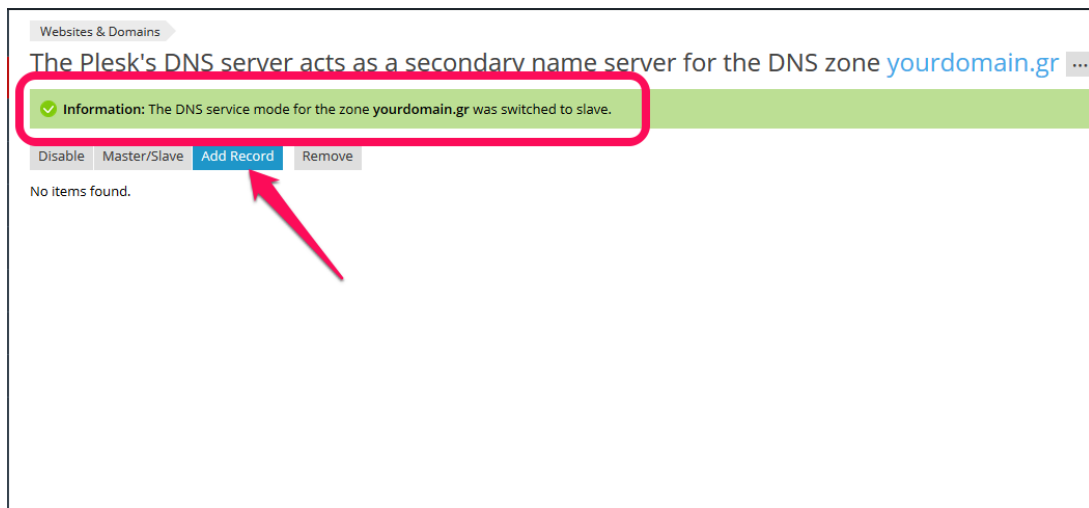 Websites & Domains
The Plesk's DNS server acts as a secondary name server for the DNS zone yourdomain.gr ...
Information: The DNS service mode for the zone yourdomain.gr was switched to slave.
Disable Master/Slave Add Record Remove
No items found.